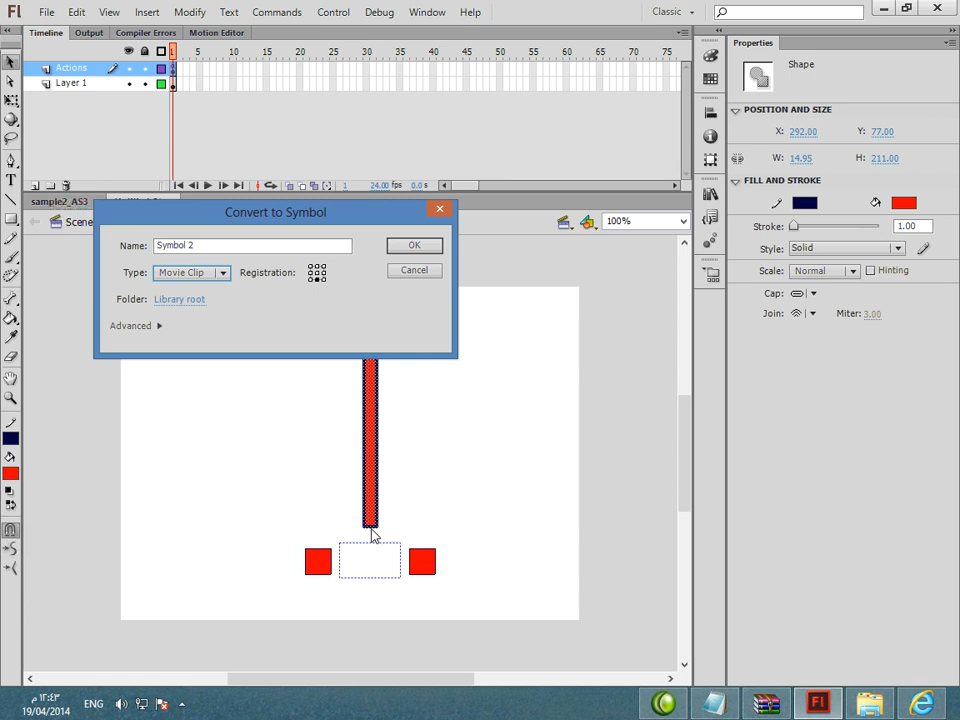 Fl File Edit View Insert Modify Text Commands Control Debug Window Help Classic
Timeline Output Compiler Errors Motion Editor
1 5 10 15 20 25 30 35 40 45 50 55 60 65 70 75
Actions
Layer 1
1 24.00 fps 0.0 s
sample2_AS3
Scene 100%
Convert to Symbol
Name: Symbol 2 OK
Type: Movie Clip Registration: Cancel
Folder: Library root
Advanced
Properties
Shape
POSITION AND SIZE
X: 292.00 Y: 77.00
W: 14.95 H: 211.00
FILL AND STROKE
Stroke: 1.00
Style: Solid
Scale: Normal Hinting
Cap:
Join: Miter: 3.00
T
١٢:٤٣ م
19/04/2014
ENG
Fl